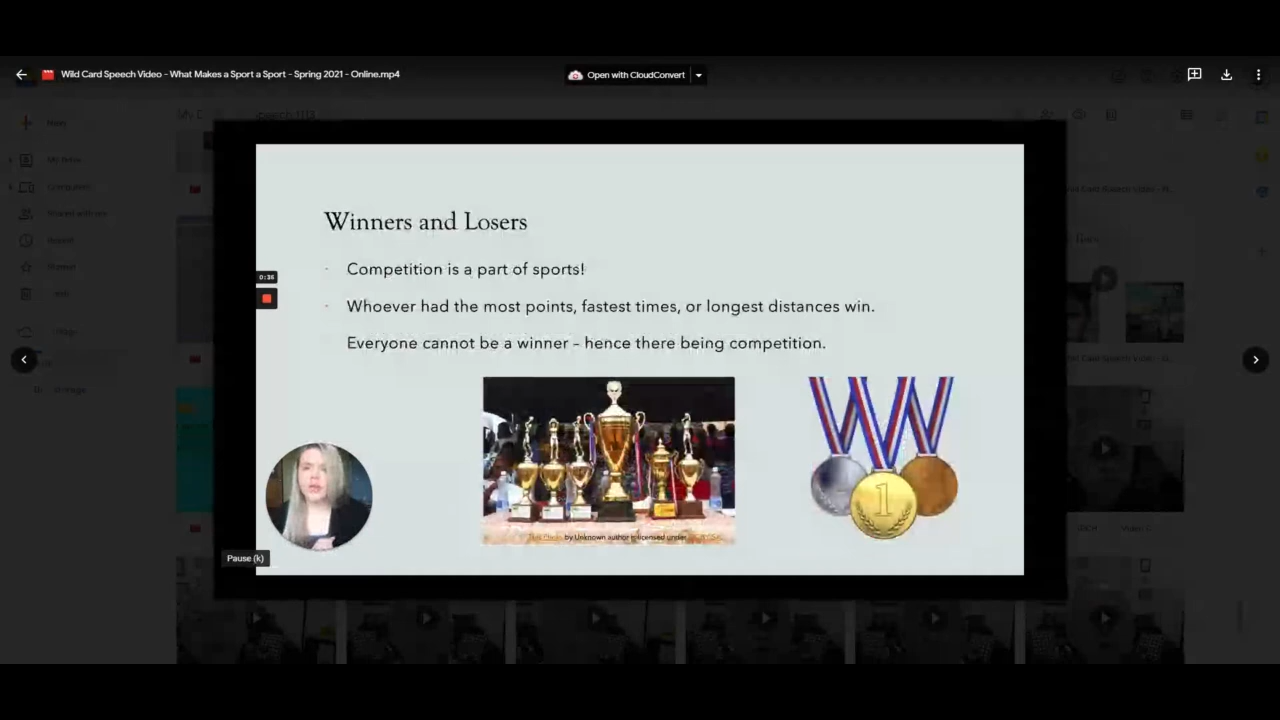 Wild Card Speech Video - What Makes a Sport a Sport - Spring 2021 - Online.mp4
Open with CloudConvert
Winners and Losers
Competition is a part of sports!
0:36
Whoever had the most points, fastest times, or longest distances win.
Everyone cannot be a winner – hence there being competition.
1
by Unknown author is licensed under
Pause (k)